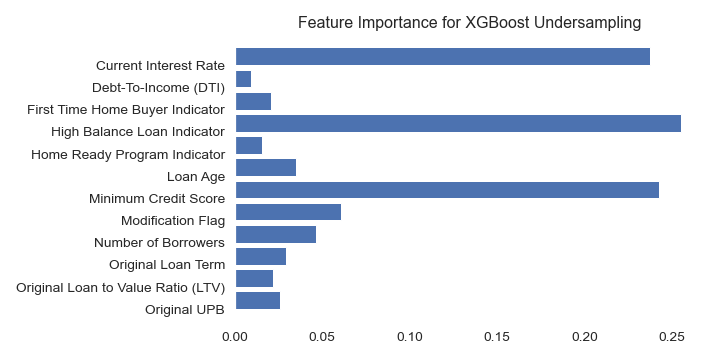 Feature Importance for XGBoost Undersampling
Current Interest Rate
Debt-To-Income (DTI)
First Time Home Buyer Indicator
High Balance Loan Indicator
Home Ready Program Indicator
Loan Age
Minimum Credit Score
Modification Flag
Number of Borrowers
Original Loan Term
Original Loan to Value Ratio (LTV)
Original UPB
0.00 0.05 0.10 0.15 0.20 0.25